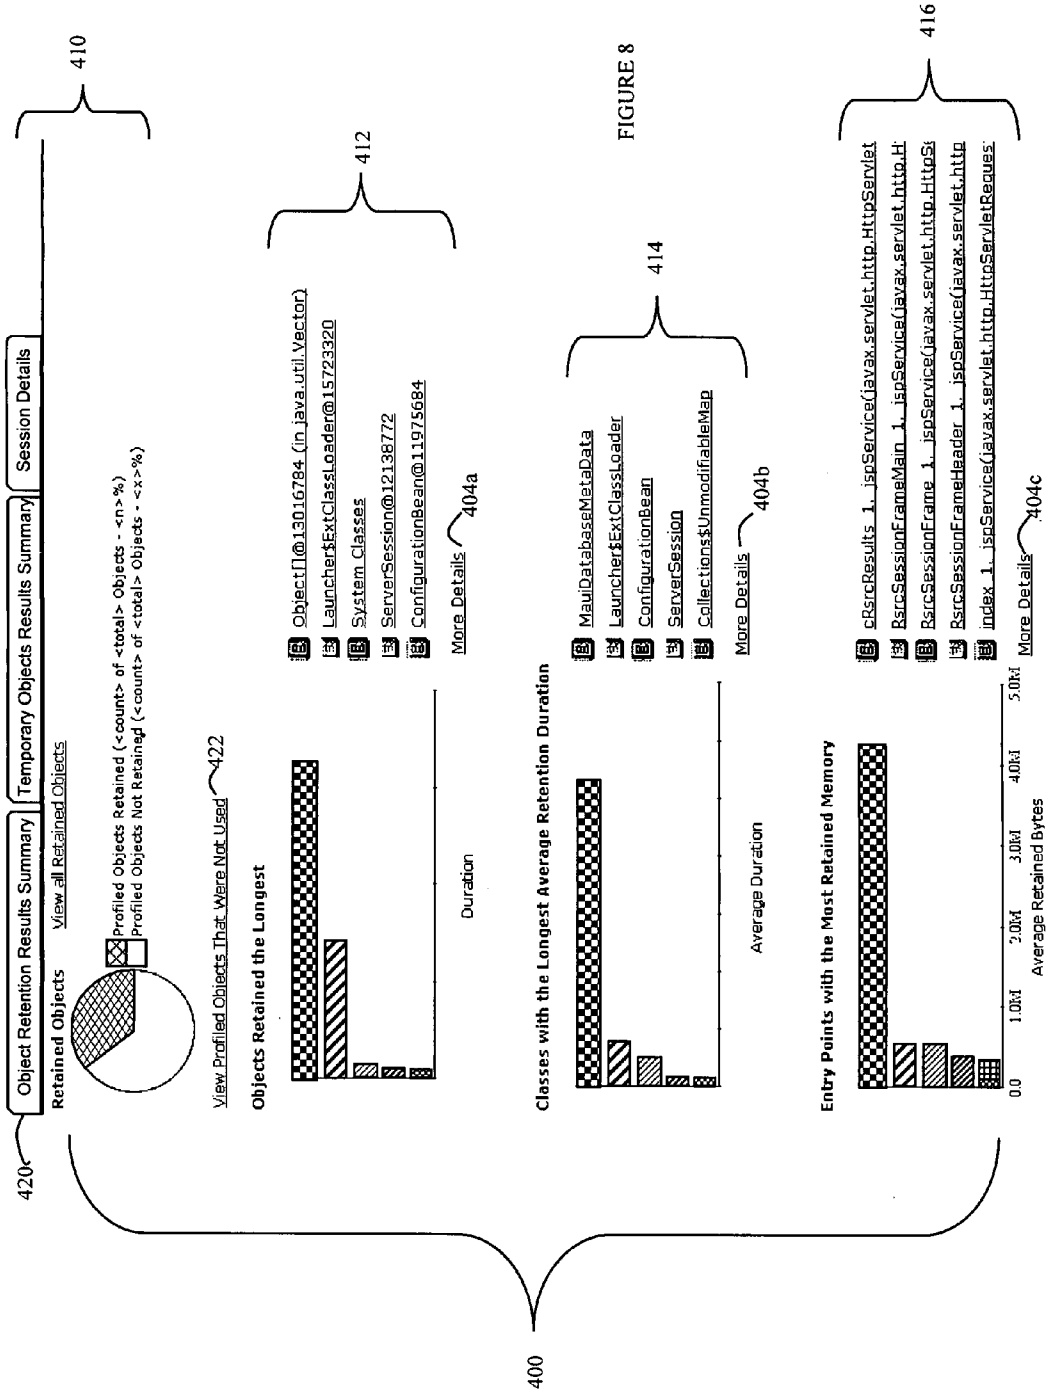 420
Object Retention Results Summary
Temporary Objects Results Summary
Session Details
Retained Objects
View all Retained Objects
Profiled Objects Retained (<count> of <total> Objects - <n>%)
Profiled Objects Not Retained (<count> of <total> Objects - <x>%)
410
View Profiled Objects That Were Not Used
422
Objects Retained the Longest
Object[]@13016784 (in java.util.Vector)
Launcher$ExtClassLoader@15723320
System Classes
ServerSession@12138772
ConfigurationBean@11975684
412
Duration
More Details
404a
400
Classes with the Longest Average Retention Duration
MauiDatabaseMetaData
Launcher$ExtClassLoader
ConfigurationBean
ServerSession
Collections$UnmodifiableMap
414
Average Duration
More Details
404b
FIGURE 8
Entry Points with the Most Retained Memory
cRsrcResults_1._jspService(javax.servlet.http.HttpServlet
RsrcSessionFrameMain_1._jspService(javax.servlet.http.H
RsrcSessionFrame_1._jspService(javax.servlet.http.HttpSe
RsrcSessionFrameHeader_1._jspService(javax.servlet.http
index_1._jspService(javax.servlet.http.HttpServletReques
416
0.0 1.0M 2.0M 3.0M 4.0M 5.0M
Average Retained Bytes
More Details
404c